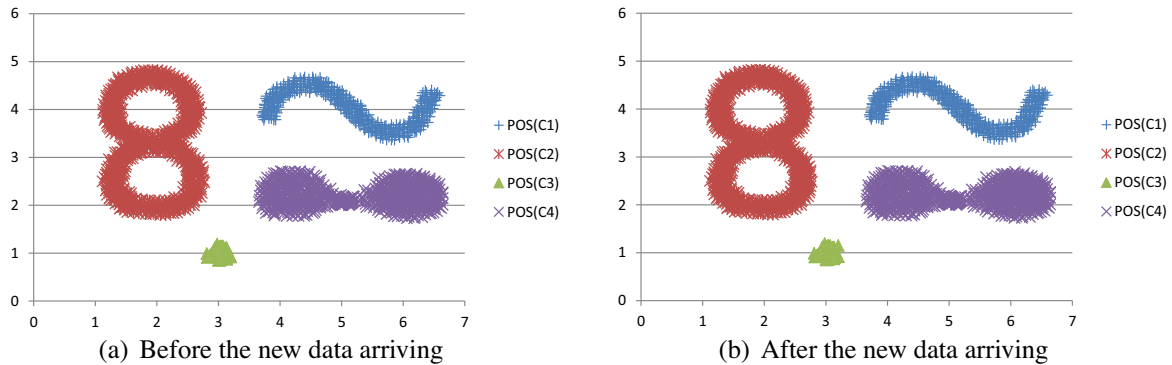 6
5
4
3
2
1
0
0 1 2 3 4 5 6 7
POS(C1)
POS(C2)
POS(C3)
POS(C4)
(a) Before the new data arriving
6
5
4
3
2
1
0
0 1 2 3 4 5 6 7
POS(C1)
POS(C2)
POS(C3)
POS(C4)
(b) After the new data arriving